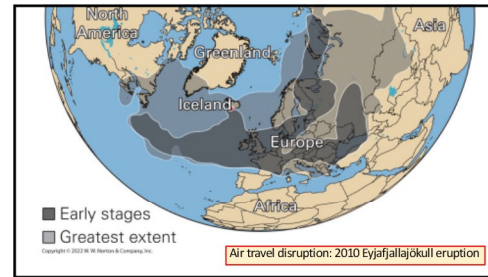 North
America
Greenland
Asia
Iceland
Europe
Africa
Early stages
Greatest extent
Copyright © 2022 W. W. Norton & Company, Inc.
Air travel disruption: 2010 Eyjafjallajökull eruption